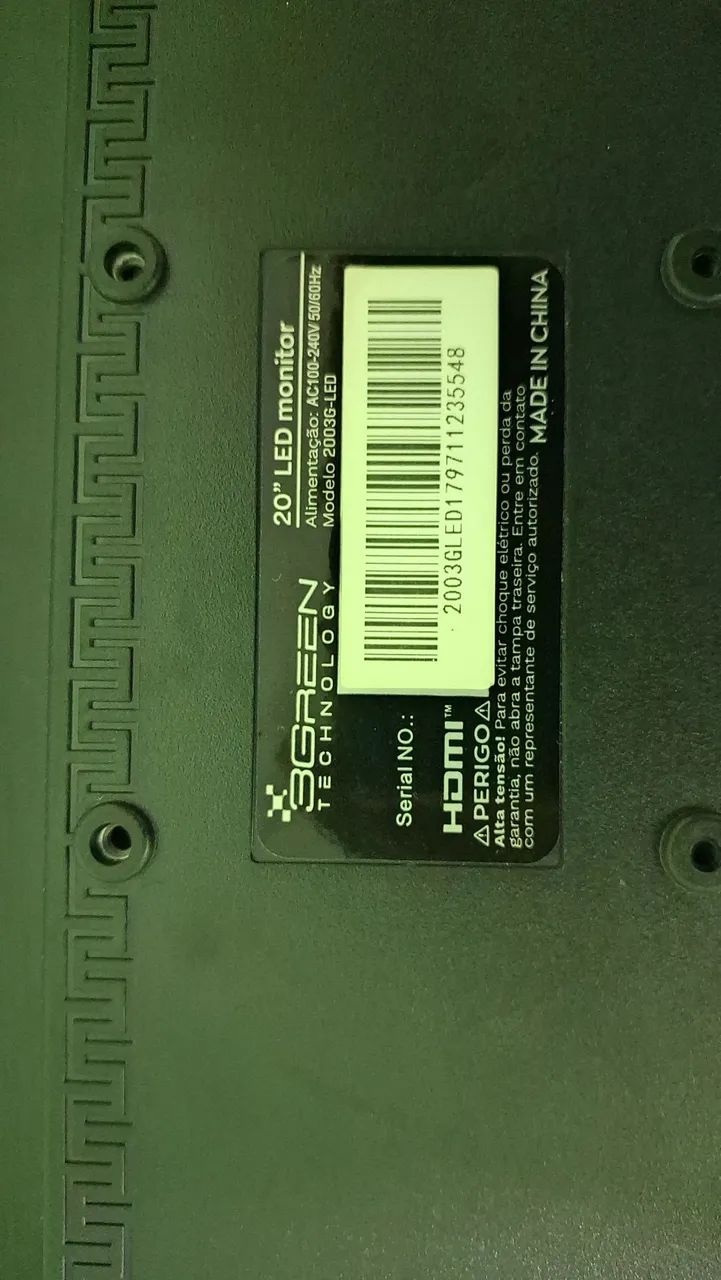 3GREEN
TECHNOLOGY
20” LED monitor
Alimentação: AC100-240V 50/60Hz
Modelo 2003G-LED
Serial NO.:
2003GLED179711235548
HDMI™
⚠PERIGO⚠
Alta tensão! Para evitar choque elétrico ou perda da
garantia, não abra a tampa traseira. Entre em contato
com um representante de serviço autorizado. MADE IN CHINA